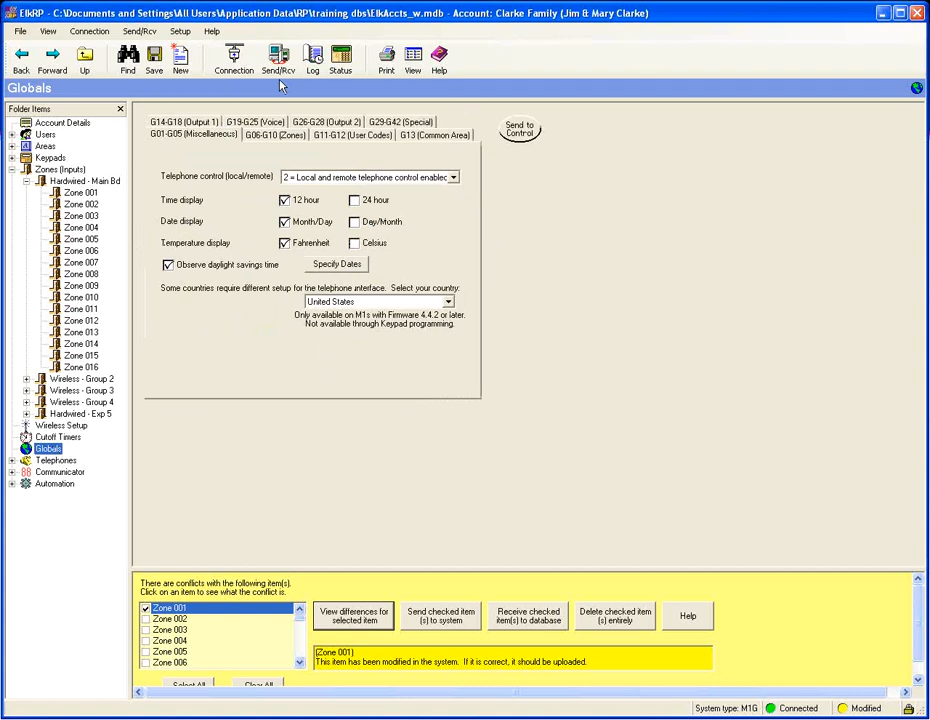 ElkRP - C:\Documents and Settings\All Users\Application Data\RP\training dbs\ElkAccts_w.mdb - Account: Clarke Family (Jim & Mary Clarke)
File View Connection Send/Rcv Setup Help
Back Forward Up Find Save New Connection Send/Rcv Log Status Print View Help
Globals
Folder Items
Account Details
Users
Areas
Keypads
Zones (Inputs)
Hardwired - Main Bd
Zone 001
Zone 002
Zone 003
Zone 004
Zone 005
Zone 006
Zone 007
Zone 008
Zone 009
Zone 010
Zone 011
Zone 012
Zone 013
Zone 014
Zone 015
Zone 016
Wireless - Group 2
Wireless - Group 3
Wireless - Group 4
Hardwired - Exp 5
Wireless Setup
Cutoff Timers
Globals
Telephones
Communicator
Automation
G14-G18 (Output 1) G19-G25 (Voice) G26-G28 (Output 2) G29-G42 (Special)
G01-G05 (Miscellaneous) G06-G10 (Zones) G11-G12 (User Codes) G13 (Common Area)
Send to
Control
Telephone control (local/remote) 2 = Local and remote telephone control enabled
Time display 12 hour 24 hour
Date display Month/Day Day/Month
Temperature display Fahrenheit Celsius
Observe daylight savings time Specify Dates
Some countries require different setup for the telephone interface. Select your country:
United States
Only available on M1s with Firmware 4.4.2 or later.
Not available through Keypad programming.
There are conflicts with the following item(s).
Click on an item to see what the conflict is.
Zone 001
Zone 002
Zone 003
Zone 004
Zone 005
Zone 006
View differences for
selected item
Send checked item
(s) to system
Receive checked
item(s) to database
Delete checked item
(s) entirely
Help
(Zone 001)
This item has been modified in the system. If it is correct, it should be uploaded.
Select All Clear All
System type: M1G Connected Modified